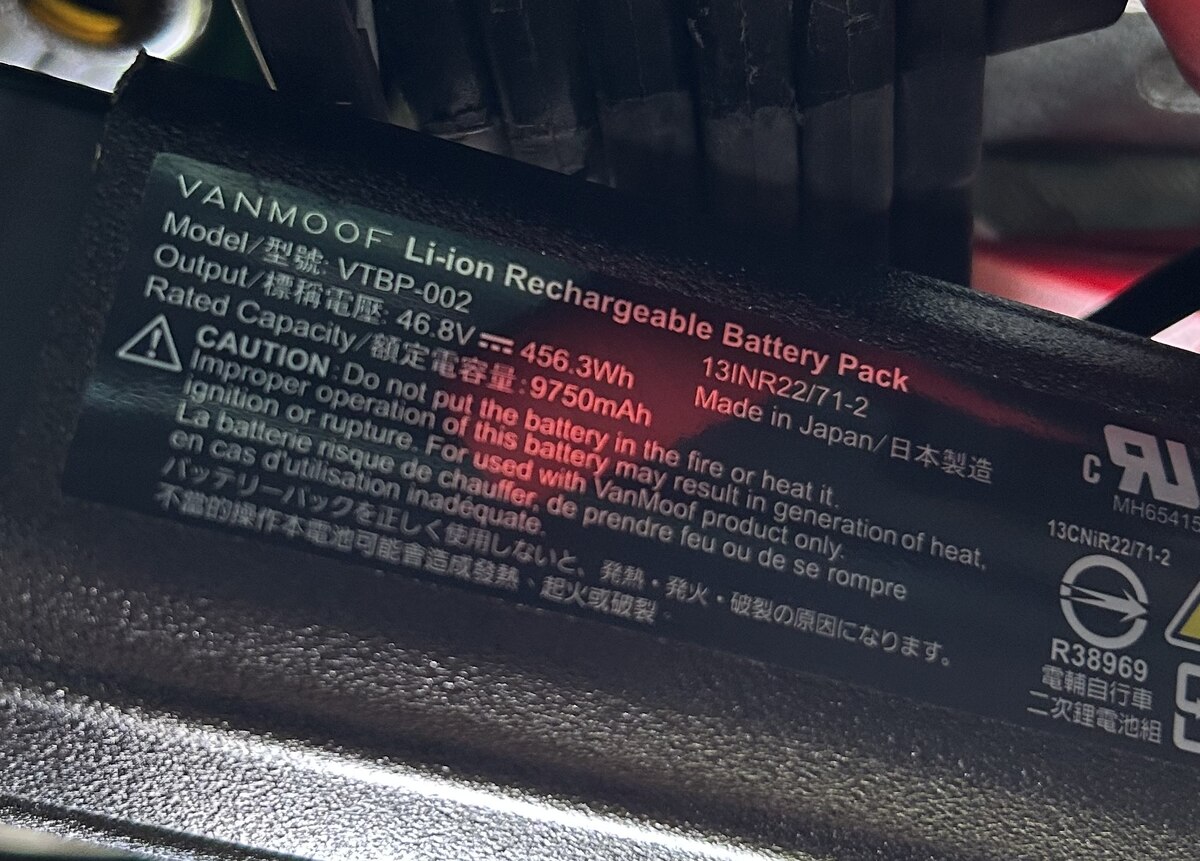 VANMOOF Li-ion Rechargeable Battery Pack
Model/型號: VTBP-002
13INR22/71-2
Output/標稱電壓: 46.8V⎓456.3Wh
Made in Japan/日本製造
Rated Capacity/額定電容量:9750mAh
CAUTION:Do not put the battery in the fire or heat it.
Improper operation of this battery may result in generation of heat,
ignition or rupture. For used with VanMoof product only.
La batterie risque de chauffer, de prendre feu ou de se rompre
en cas d'utilisation inadéquate.
バッテリーパックを正しく使用しないと、発熱・発火・破裂の原因になります。
不當的操作本電池可能會造成發熱、起火或破裂
c RU
MH6541
13CNiR22/71-2
R38969
電輔自行車
二次鋰電池組